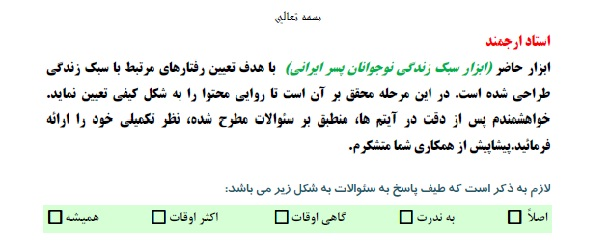 بسمه تعالی
استاد ارجمند
ابزار حاضر (ابزار سبک زندگی نوجوانان پسر ایرانی) با هدف تعیین رفتارهای مرتبط با سبک زندگی
طراحی شده است. در این مرحله محقق بر آن است تا روایی محتوا را به شکل کیفی تعیین نماید.
خواهشمندم پس از دقت در آیتم ها، منطبق بر سئوالات مطرح شده، نظر تکمیلی خود را ارائه
فرمائید.پیشاپیش از همکاری شما متشکرم.
لازم به ذکر است که طیف پاسخ به سئوالات به شکل زیر می باشد:
اصلاً □ به ندرت □ گاهی اوقات □ اکثر اوقات □ همیشه □